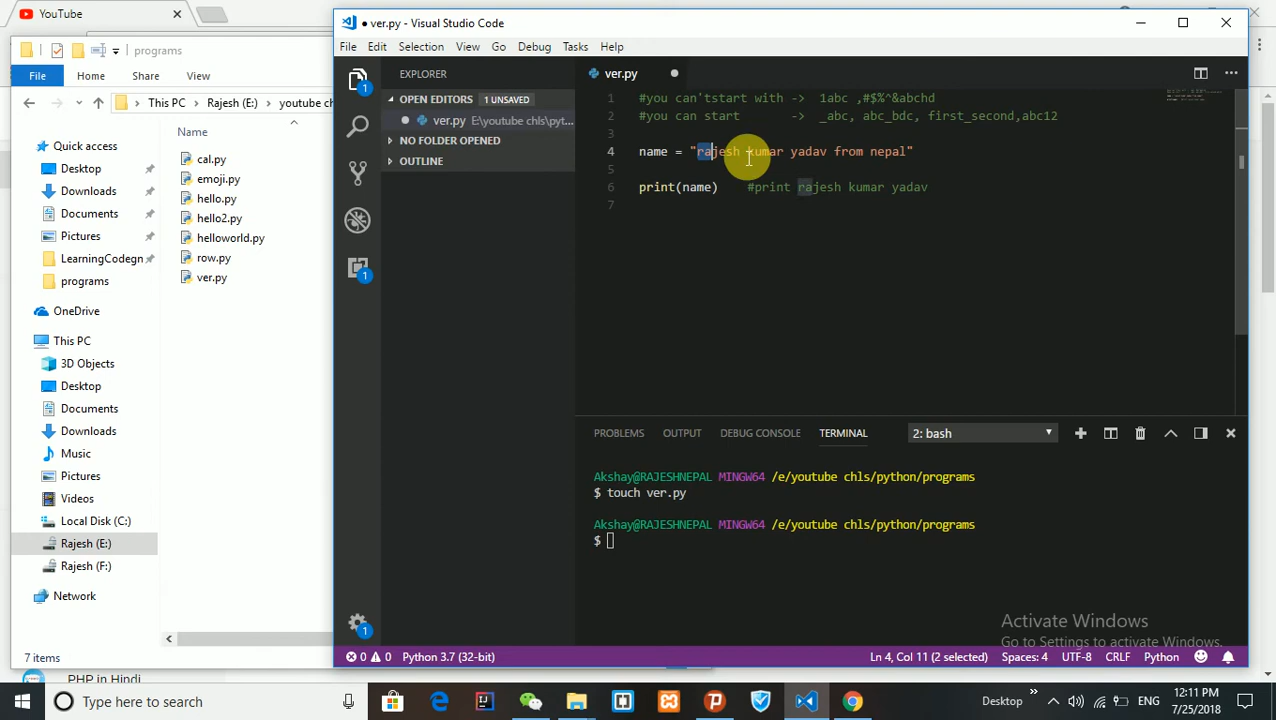 YouTube
ver.py - Visual Studio Code
programs
File Edit Selection View Go Debug Tasks Help
File Home Share View
EXPLORER
ver.py
This PC Rajesh (E:) youtube ch
OPEN EDITORS 1 UNSAVED
ver.py E:\youtube chls\pyt...
NO FOLDER OPENED
OUTLINE
1 #you can'tstart with -> 1abc ,#$%^&abchd
2 #you can start -> _abc, abc_bdc, first_second,abc12
3
4 name = "rajesh kumar yadav from nepal"
5
6 print(name) #print rajesh kumar yadav
7
1
1
1
Name
Quick access
Desktop
Downloads
Documents
Pictures
LearningCodegn
programs
OneDrive
This PC
3D Objects
Desktop
Documents
Downloads
Music
Pictures
Videos
Local Disk (C:)
Rajesh (E:)
Rajesh (F:)
Network
cal.py
emoji.py
hello.py
hello2.py
helloworld.py
row.py
ver.py
7 items
PROBLEMS OUTPUT DEBUG CONSOLE TERMINAL 2: bash
Akshay@RAJESHNEPAL MINGW64 /e/youtube chls/python/programs
$ touch ver.py
Akshay@RAJESHNEPAL MINGW64 /e/youtube chls/python/programs
$
Activate Windows
Go to Settings to activate Windows.
0 0 Python 3.7 (32-bit) Ln 4, Col 11 (2 selected) Spaces: 4 UTF-8 CRLF Python
PHP in Hindi
Type here to search
Desktop
ENG
12:11 PM
7/25/2018